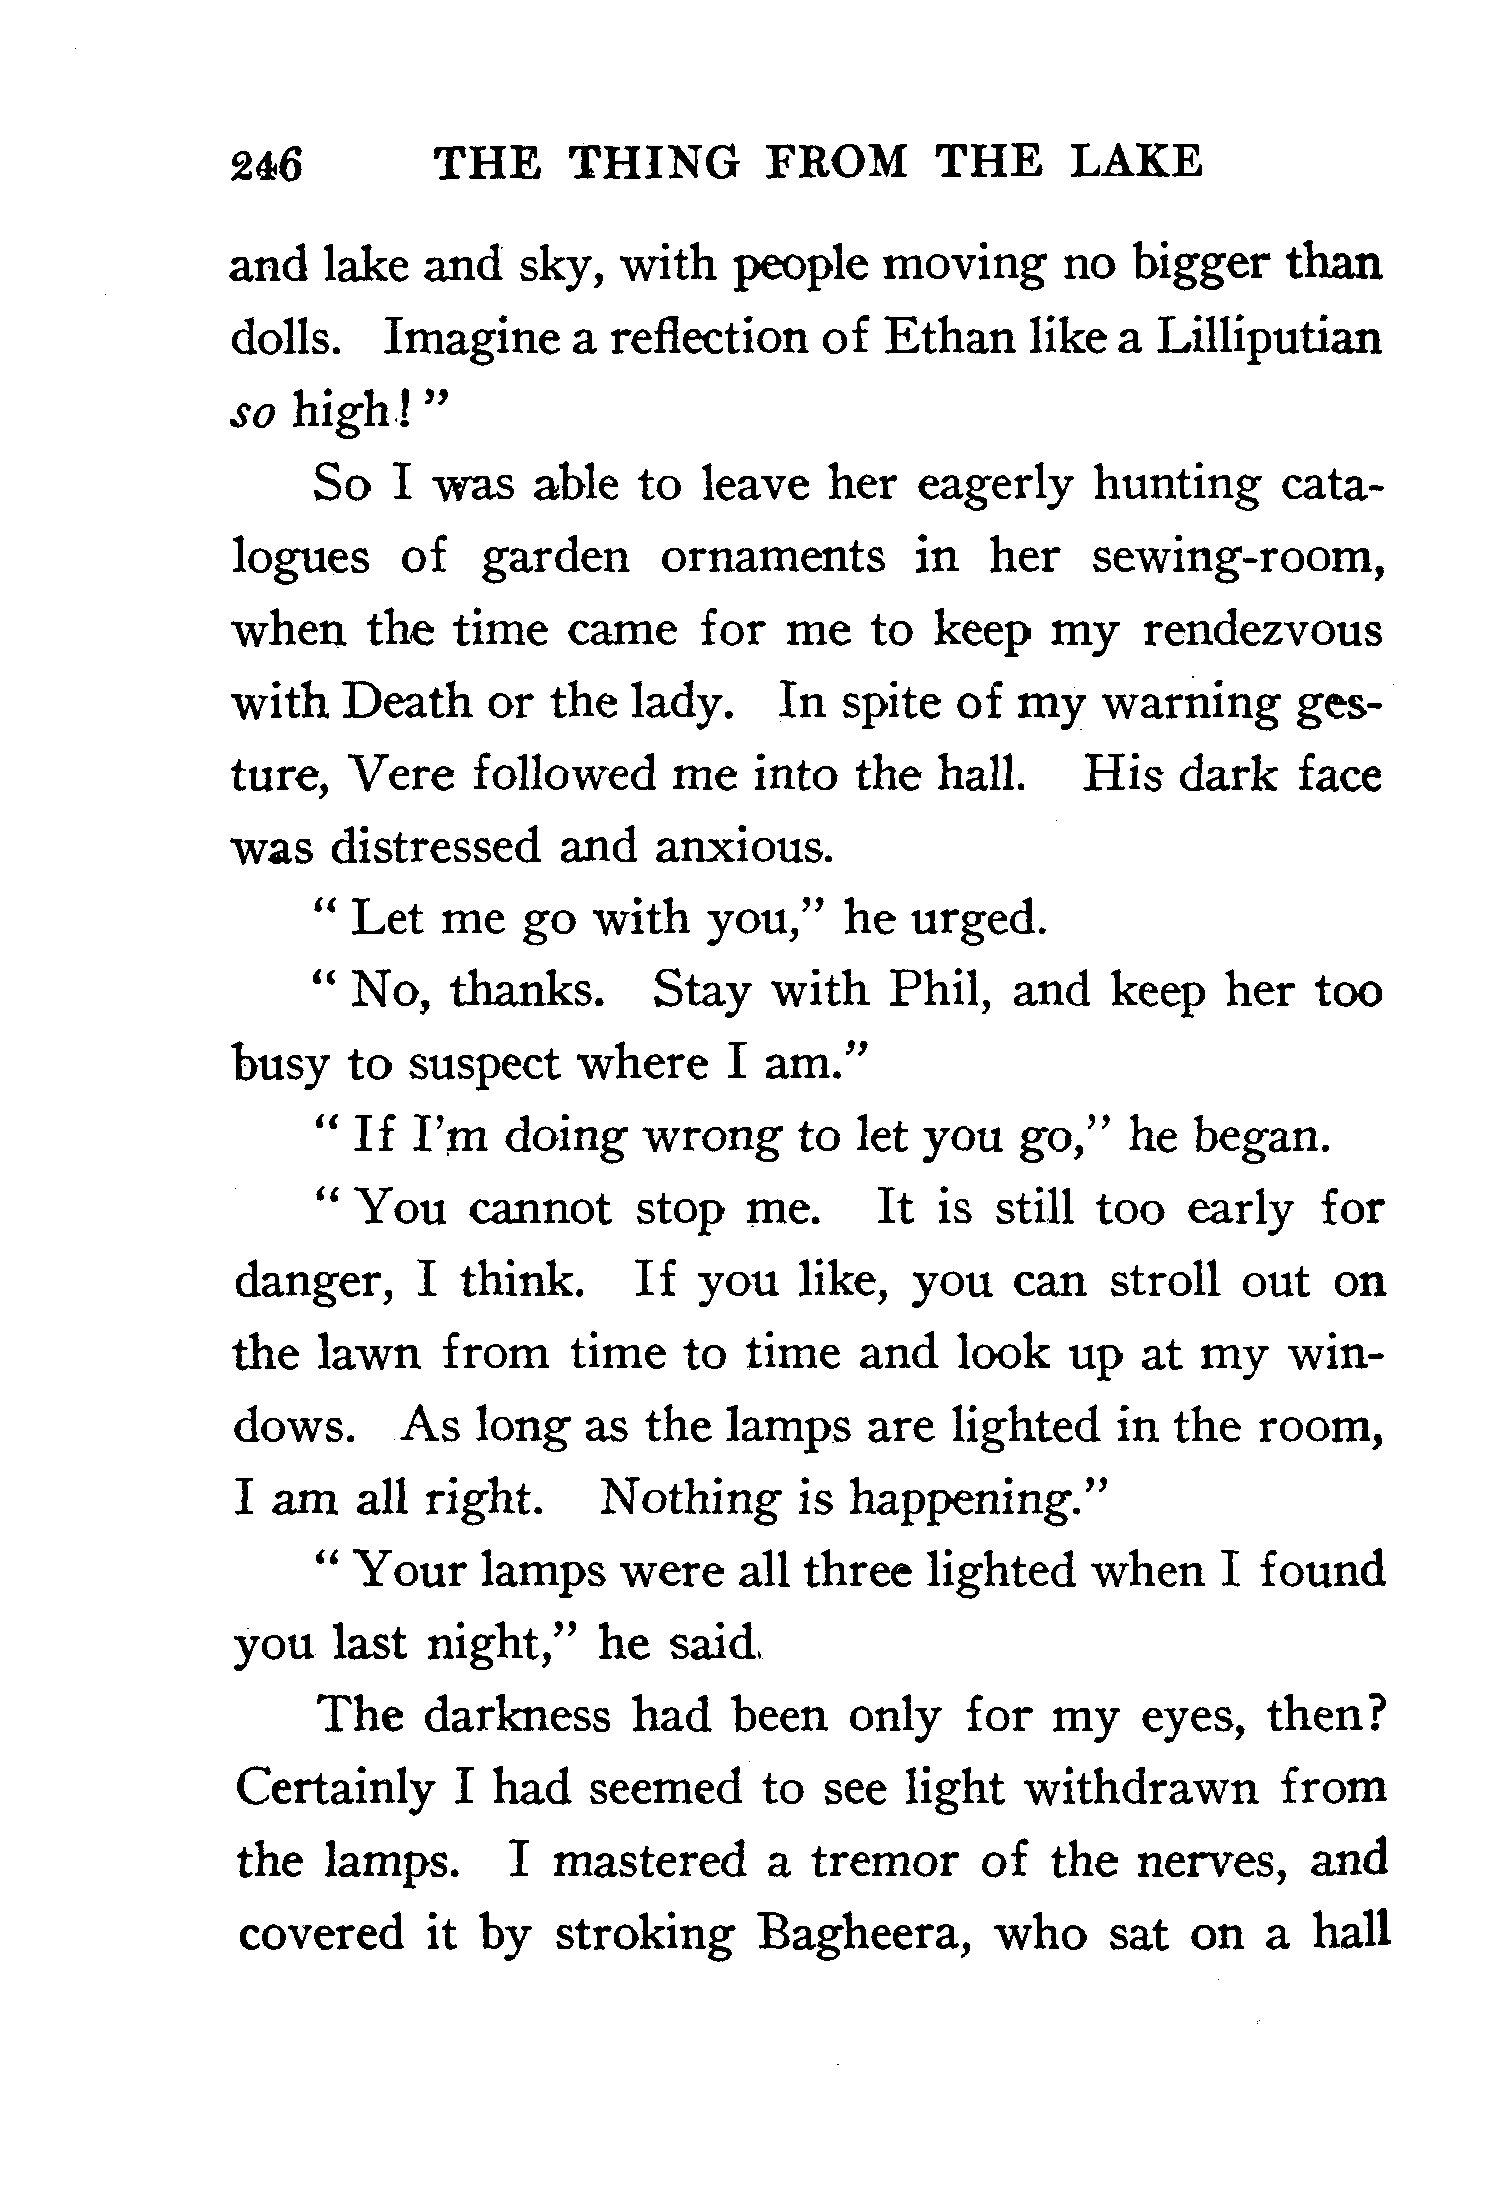 246 THE THING FROM THE LAKE
and lake and sky, with people moving no bigger than
dolls. Imagine a reflection of Ethan like a Lilliputian
so high! ”
So I was able to leave her eagerly hunting cata-
logues of garden ornaments in her sewing-room,
when the time came for me to keep my rendezvous
with Death or the lady. In spite of my warning ges-
ture, Vere followed me into the hall. His dark face
was distressed and anxious.
“ Let me go with you,” he urged.
“ No, thanks. Stay with Phil, and keep her too
busy to suspect where I am.”
“ If I’m doing wrong to let you go,” he began.
“ You cannot stop me. It is still too early for
danger, I think. If you like, you can stroll out on
the lawn from time to time and look up at my win-
dows. As long as the lamps are lighted in the room,
I am all right. Nothing is happening.”
“ Your lamps were all three lighted when I found
you last night,” he said.
The darkness had been only for my eyes, then?
Certainly I had seemed to see light withdrawn from
the lamps. I mastered a tremor of the nerves, and
covered it by stroking Bagheera, who sat on a hall